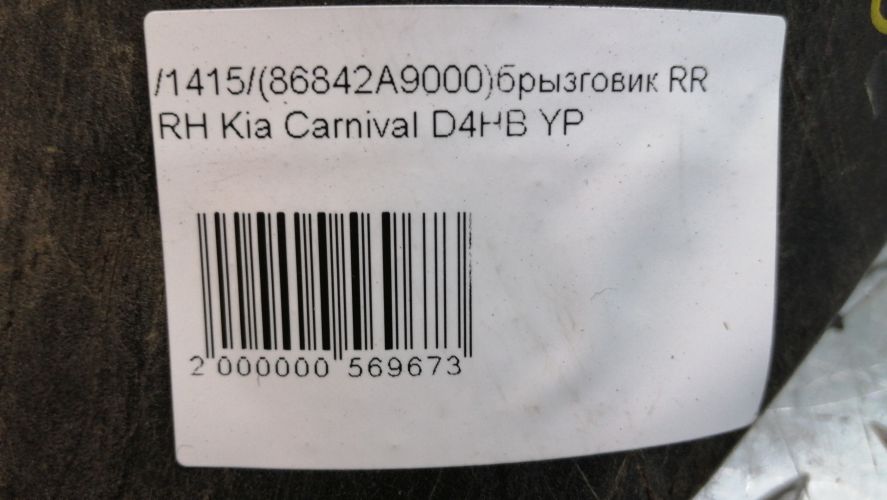 /1415/(86842A9000)брызговик RR
RH Kia Carnival D4HB YP
2 000000 569673